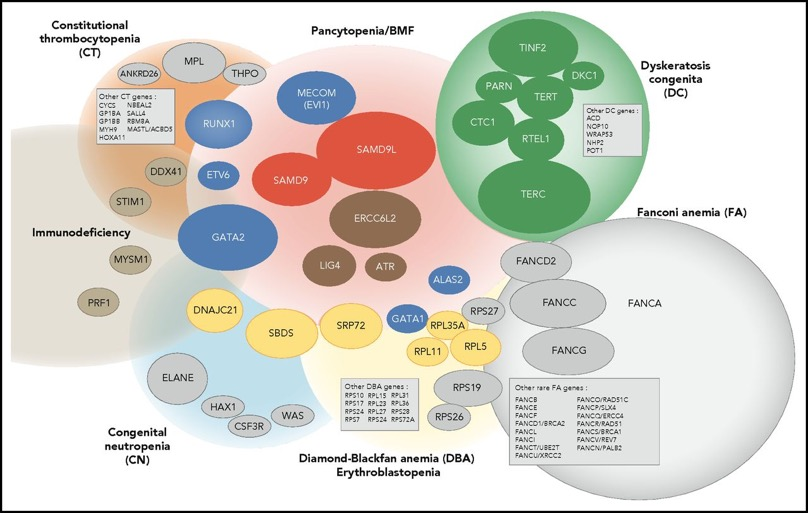 Constitutional
thrombocytopenia
(CT)
Pancytopenia/BMF
Dyskeratosis
congenita
(DC)
MPL
ANKRD26
THPO
Other CT genes :
CYCS NBEAL2
GP1BA SALL4
GP1BB RBM8A
MYH9 MASTL/ACBD5
HOXA11
RUNX1
MECOM
(EVI1)
TINF2
PARN
DKC1
TERT
CTC1
RTEL1
TERC
Other DC genes :
ACD
NOP10
WRAP53
NHP2
POT1
DDX41
ETV6
STIM1
SAMD9L
SAMD9
ERCC6L2
LIG4
ATR
Immunodeficiency
GATA2
MYSM1
PRF1
Fanconi anemia (FA)
FANCD2
FANCC
FANCA
FANCG
ALAS2
DNAJC21
SBDS
SRP72
GATA1
RPL35A
RPS27
RPL11
RPL5
ELANE
HAX1
CSF3R
WAS
Other DBA genes :
RPS10 RPL15 RPL31
RPS17 RPL23 RPL36
RPS24 RPL27 RPS28
RPS7 RPS24 RPS72A
RPS19
RPS26
Other rare FA genes :
FANCB FANCO/RAD51C
FANCE FANCP/SLX4
FANCF FANCQ/ERCC4
FANCD1/BRCA2 FANCR/RAD51
FANCL FANCS/BRCA1
FANCI FANCV/REV7
FANCT/UBE2T FANCN/PALB2
FANCU/XRCC2
Congenital
neutropenia
(CN)
Diamond-Blackfan anemia (DBA)
Erythroblastopenia